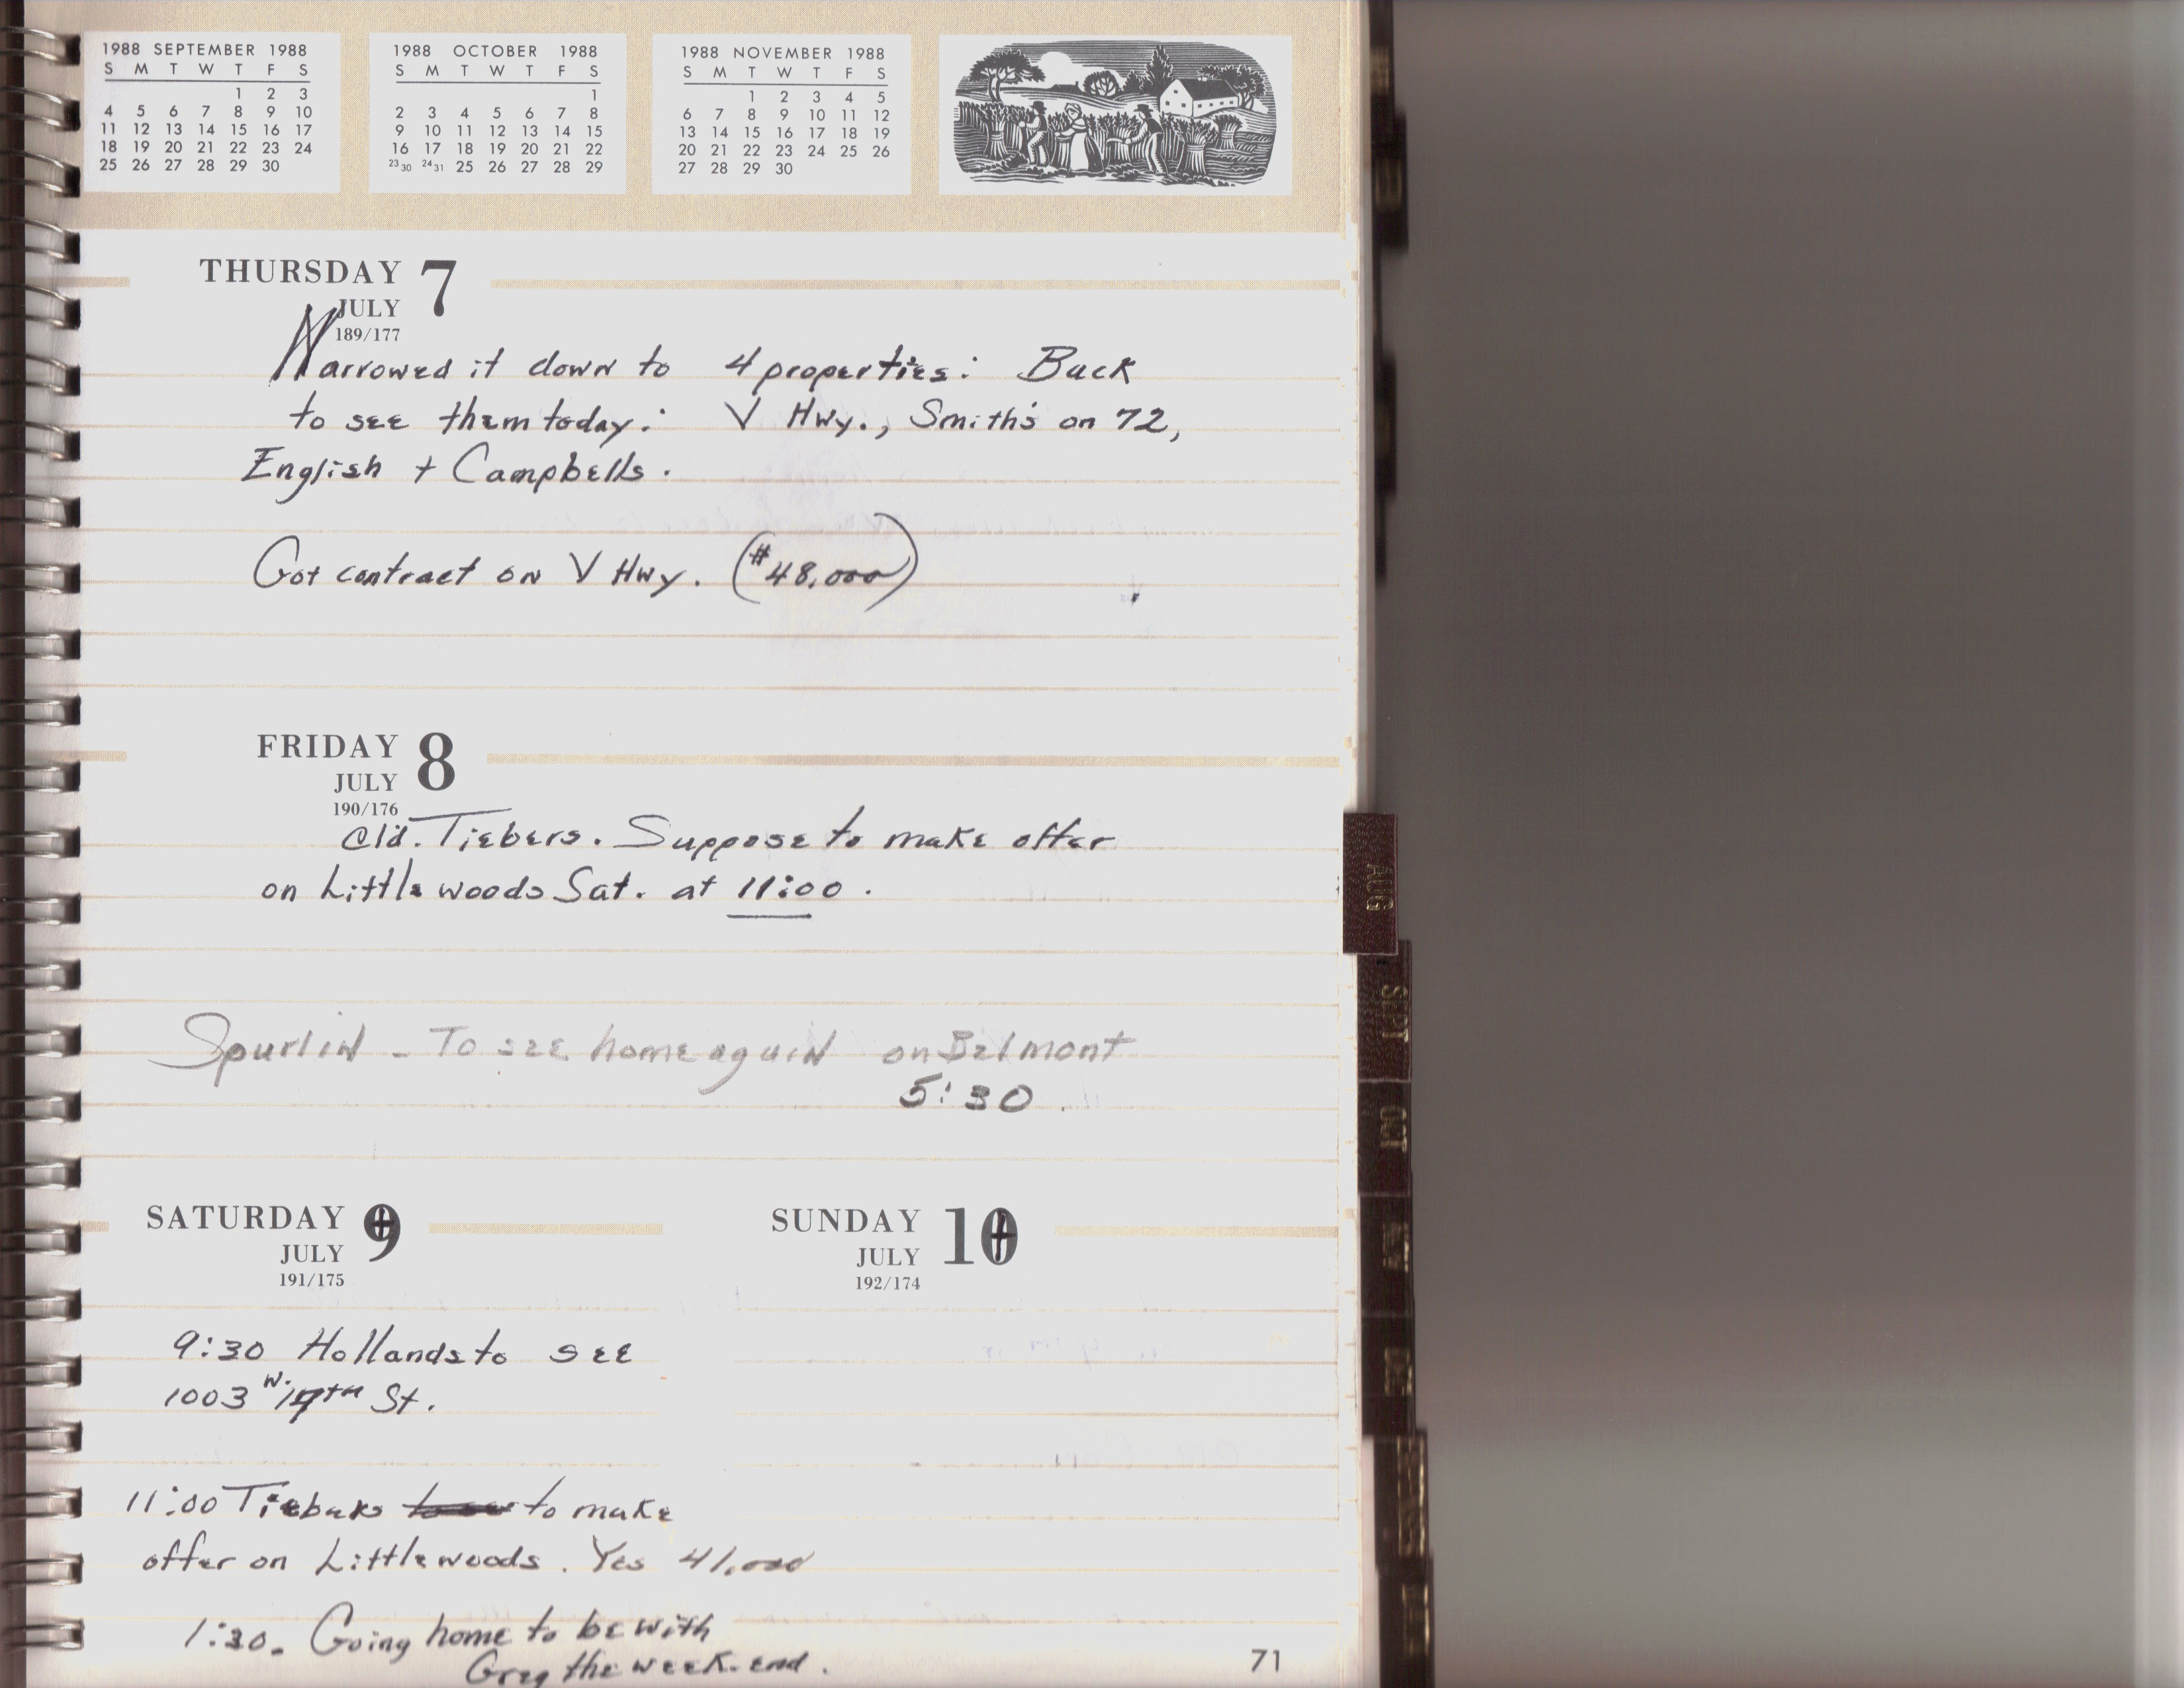 1988 SEPTEMBER 1988
S M T W T F S
1 2 3
4 5 6 7 8 9 10
11 12 13 14 15 16 17
18 19 20 21 22 23 24
25 26 27 28 29 30
1988 OCTOBER 1988
S M T W T F S
1
2 3 4 5 6 7 8
9 10 11 12 13 14 15
16 17 18 19 20 21 22
23 30 24 31 25 26 27 28 29
1988 NOVEMBER 1988
S M T W T F S
1 2 3 4 5
6 7 8 9 10 11 12
13 14 15 16 17 18 19
20 21 22 23 24 25 26
27 28 29 30
THURSDAY 7
JULY
189/177
Narrowed it down to 4 properties: Back
to see them today: V Hwy., Smith's on 72,
English + Campbells.
Got contract on V Hwy. (#48,000)
FRIDAY 8
JULY
190/176
Cld. Tiebers. Suppose to make offer
on Littlewoods Sat. at 11:00.
Spurlin - To see home again on Belmont
5:30.
SATURDAY 9
JULY
191/175
9:30 Hollands to see
1003 W. St.
11:00 Tiebers to make
offer on Littlewoods. Yes 41,000
1:30. Going home to be with
Greg the week-end.
SUNDAY 10
JULY
192/174
71
AUG
SEPT
OCT